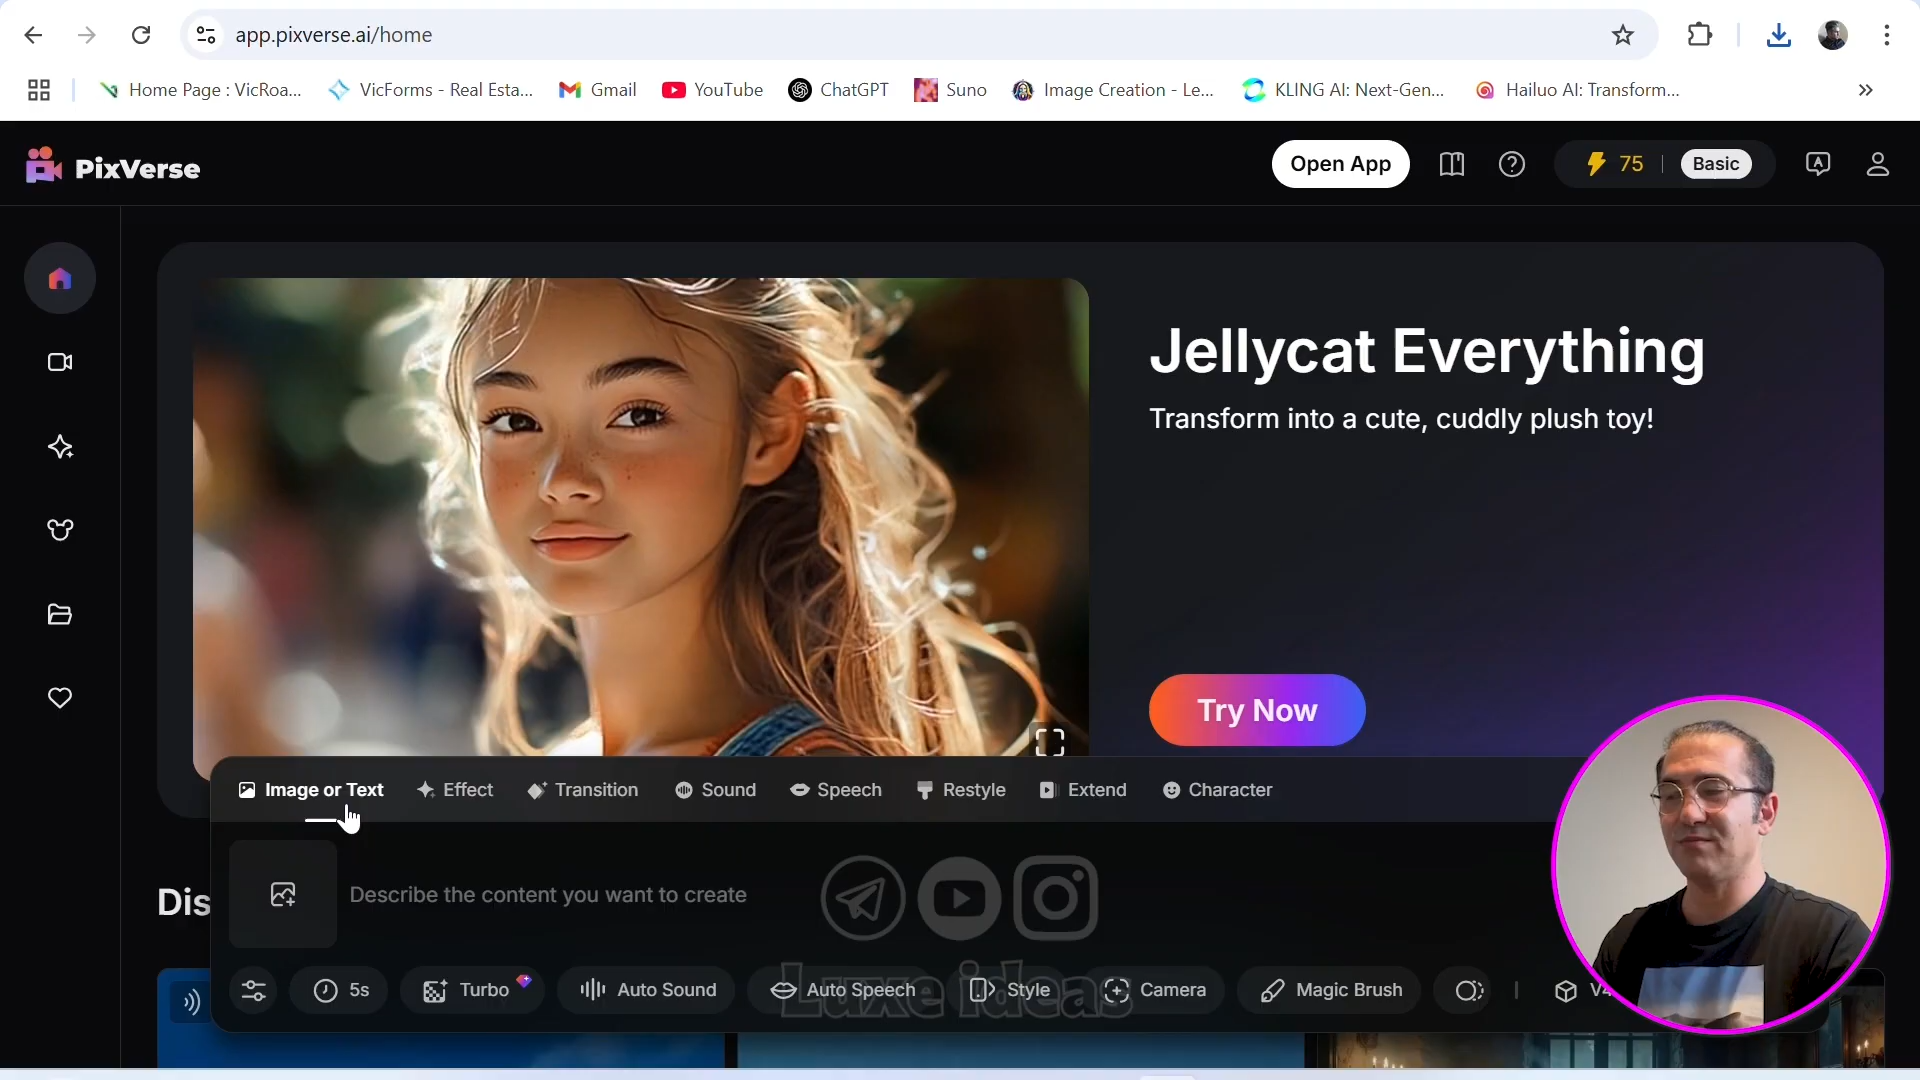 app.pixverse.ai/home
Home Page : VicRoa...
VicForms - Real Esta...
Gmail
YouTube
ChatGPT
Suno
Image Creation - Le...
KLING AI: Next-Gen...
Hailuo AI: Transform...
PixVerse
Open App
75
Basic
Jellycat Everything
Transform into a cute, cuddly plush toy!
Try Now
Image or Text
Effect
Transition
Sound
Speech
Restyle
Extend
Character
Dis
Describe the content you want to create
5s
Turbo
Auto Sound
Auto Speech
Style
Camera
Magic Brush
V4
Luxe ideas